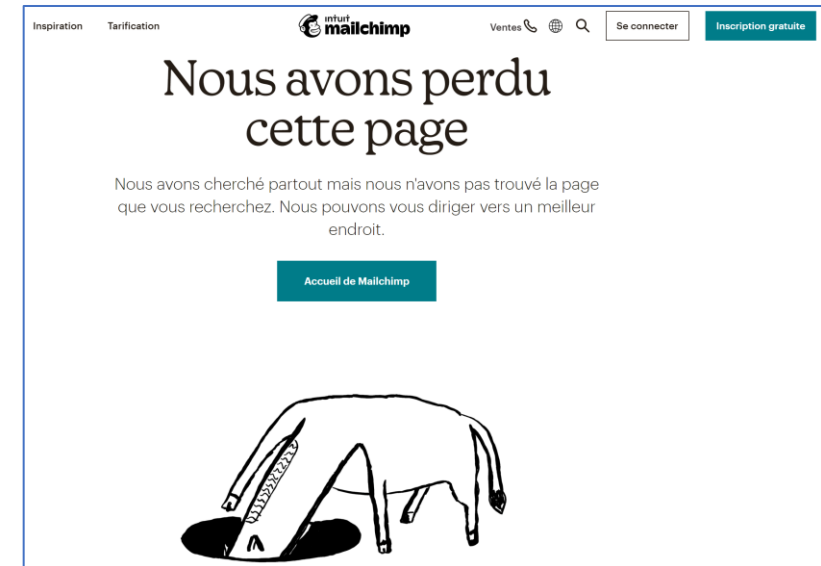 Inspiration Tarification intuit mailchimp Ventes Se connecter Inscription gratuite
Nous avons perdu
cette page
Nous avons cherché partout mais nous n'avons pas trouvé la page
que vous recherchez. Nous pouvons vous diriger vers un meilleur
endroit.
Accueil de Mailchimp